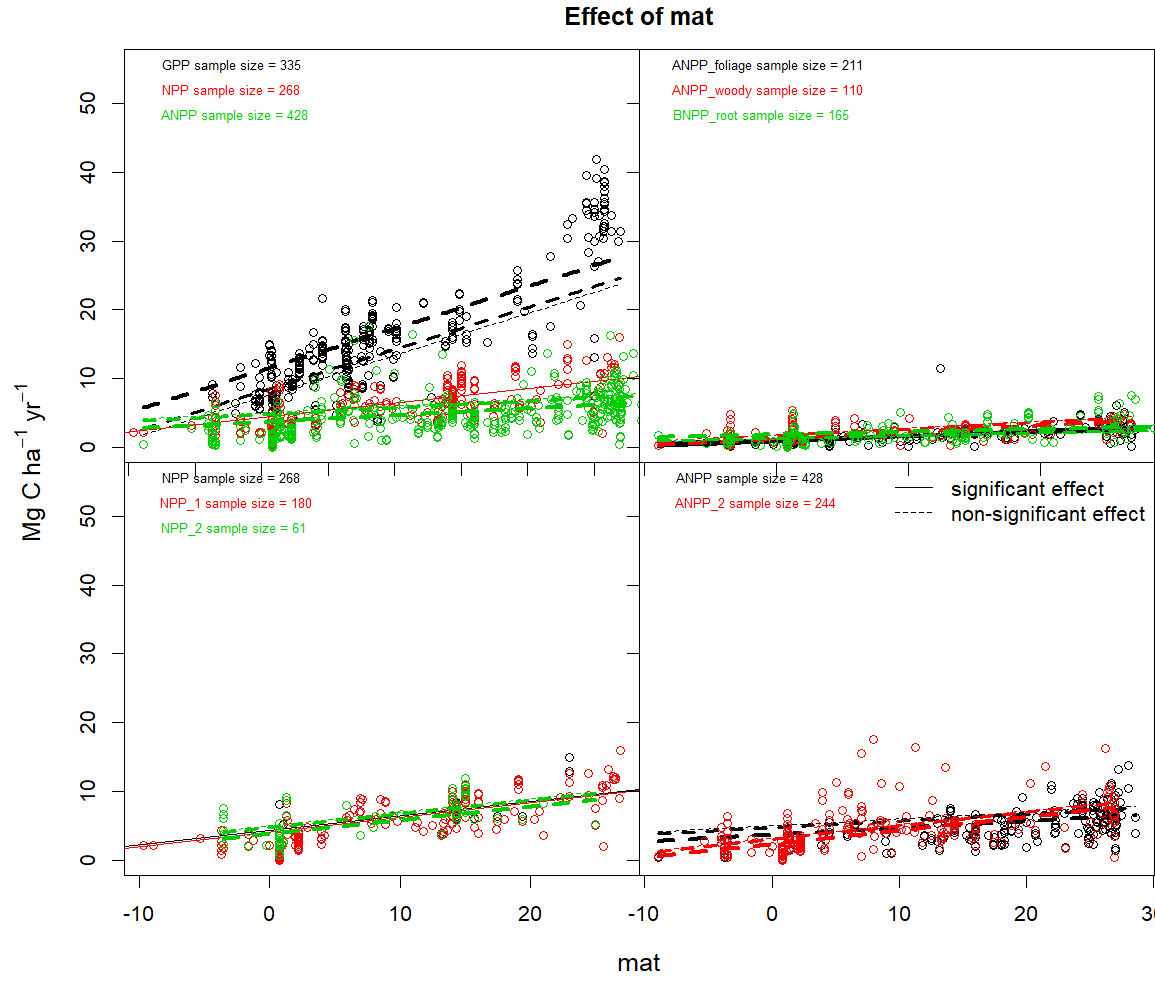 Effect of mat
GPP sample size = 335
NPP sample size = 268
ANPP sample size = 428
ANPP_foliage sample size = 211
ANPP_woody sample size = 110
BNPP_root sample size = 165
50
40
30
20
10
0
Mg C ha⁻¹ yr⁻¹
NPP sample size = 268
NPP_1 sample size = 180
NPP_2 sample size = 61
ANPP sample size = 428
ANPP_2 sample size = 244
significant effect
non-significant effect
50
40
30
20
10
0
-10 0 10 20 -10 0 10 20 30
mat